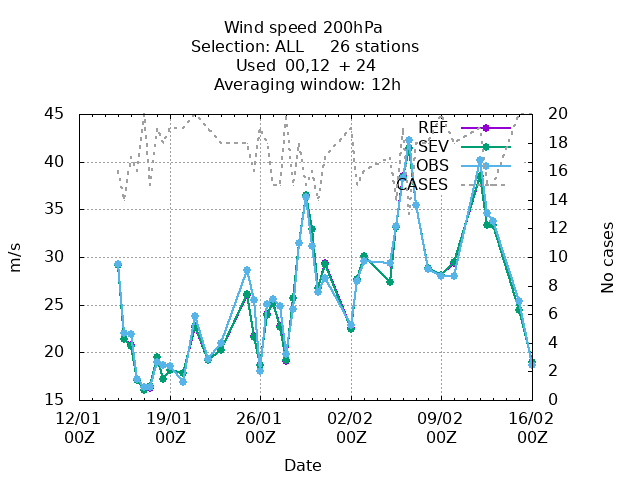 Wind speed 200hPa
Selection: ALL 26 stations
Used 00,12 + 24
Averaging window: 12h
45 20
REF
18
SEV
40
OBS
16
CASES
35 14
12
30 10
8
25
6
20 4
2
15 0
m/s
No cases
12/01 19/01 26/01 02/02 09/02 16/02
00Z 00Z 00Z 00Z 00Z 00Z
Date